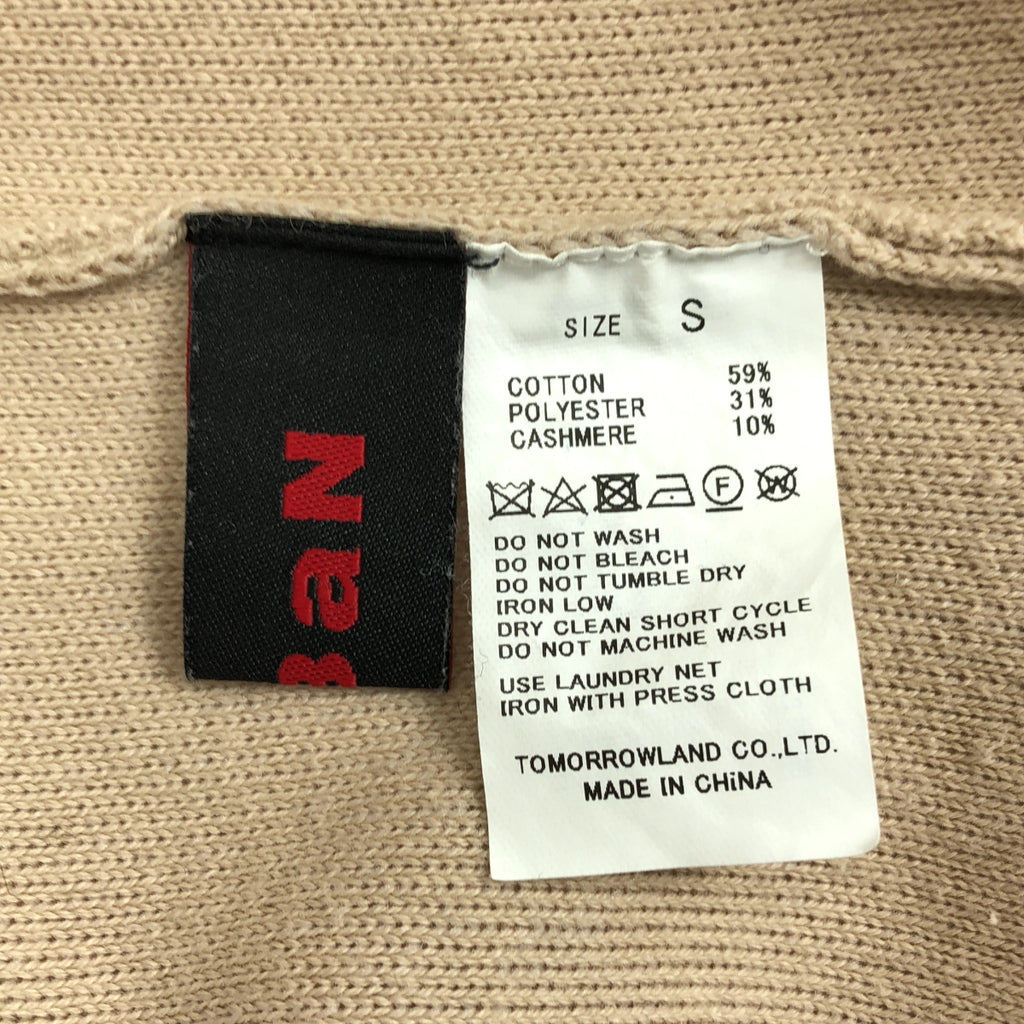 BaN
SIZE S
COTTON 59%
POLYESTER 31%
CASHMERE 10%
F W
DO NOT WASH
DO NOT BLEACH
DO NOT TUMBLE DRY
IRON LOW
DRY CLEAN SHORT CYCLE
DO NOT MACHINE WASH
USE LAUNDRY NET
IRON WITH PRESS CLOTH
TOMORROWLAND CO.,LTD.
MADE IN CHiNA